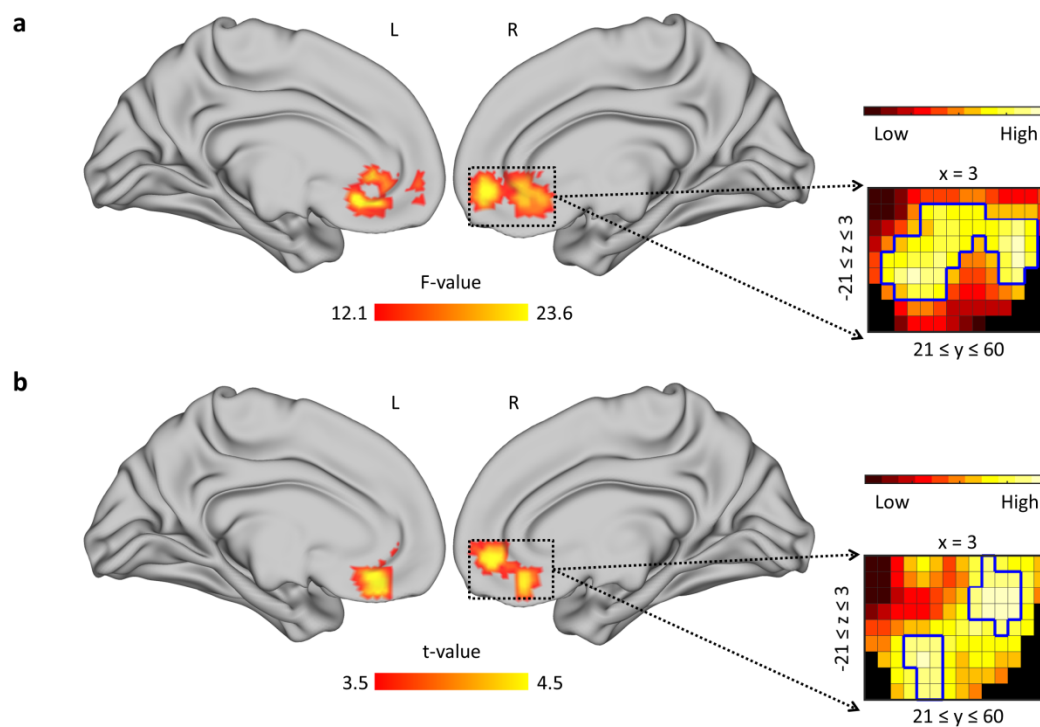 a
L R
Low High
x = 3
-21 ≤ z ≤ 3
F-value
12.1 23.6
21 ≤ y ≤ 60
b
L R
Low High
x = 3
-21 ≤ z ≤ 3
t-value
3.5 4.5
21 ≤ y ≤ 60